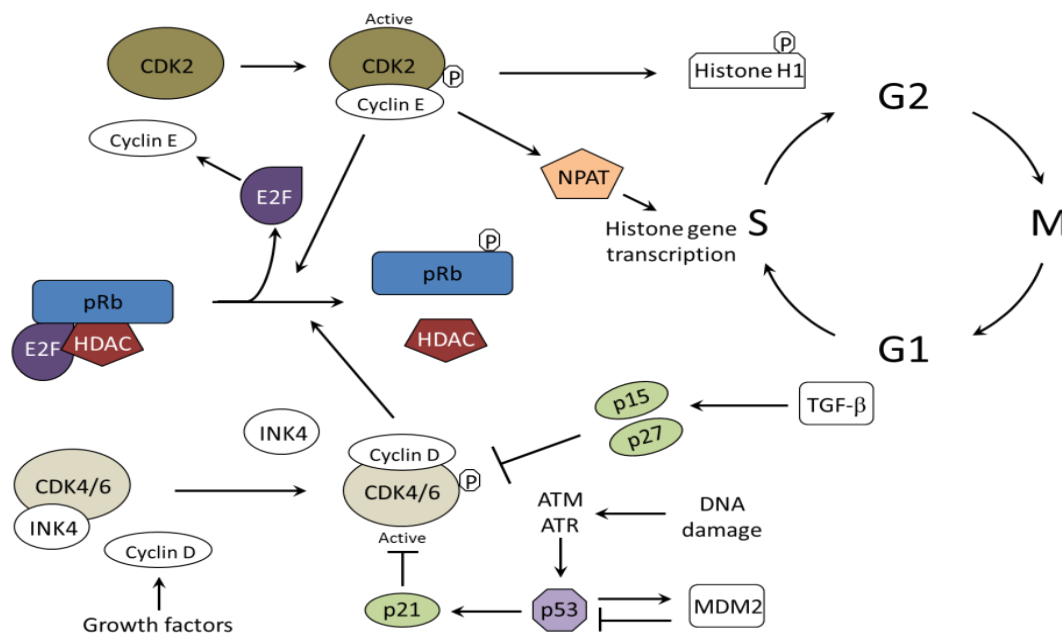 Active
CDK2
CDK2
P
Cyclin E
P
Histone H1
G2
Cyclin E
E2F
NPAT
Histone gene
transcription
S
M
P
pRb
pRb
E2F
HDAC
HDAC
G1
p15
p27
TGF-β
INK4
Cyclin D
CDK4/6
P
Active
CDK4/6
INK4
Cyclin D
Growth factors
ATM
ATR
DNA
damage
p21
p53
MDM2